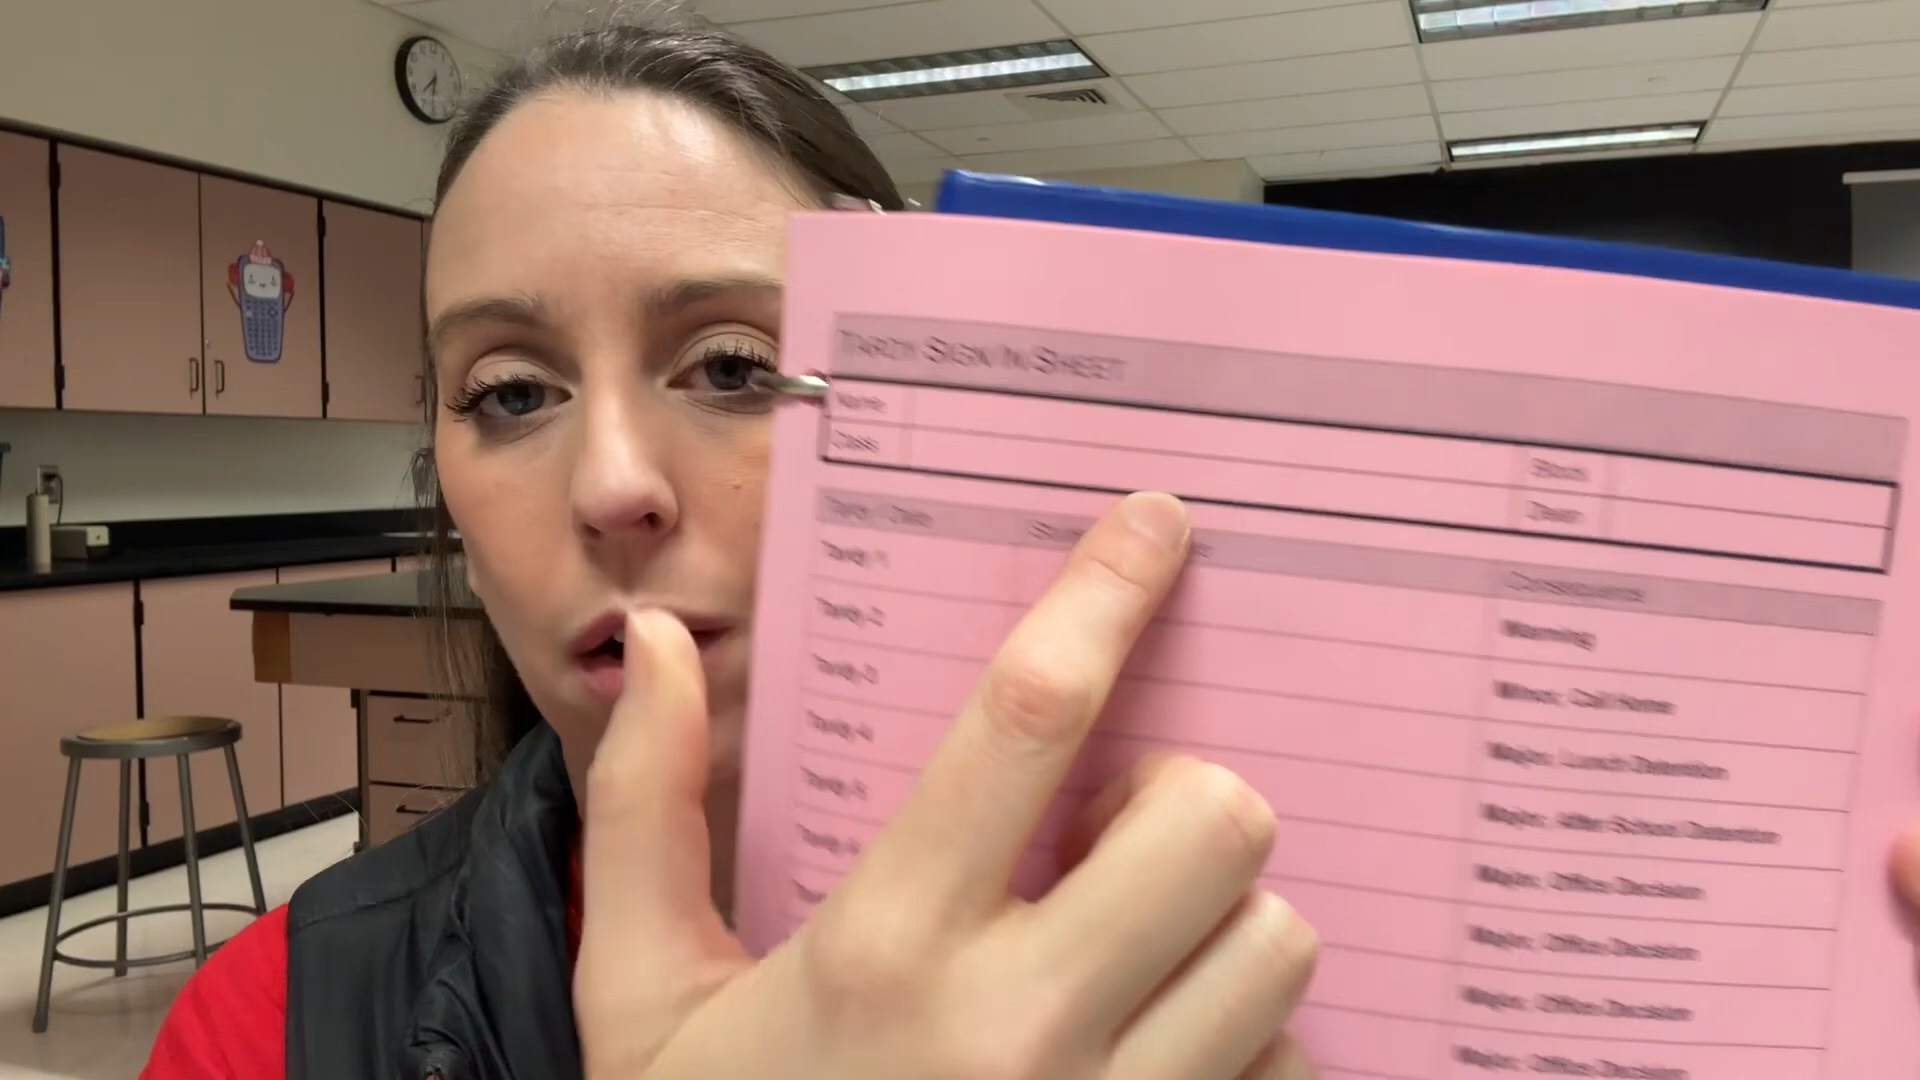 TARDY SIGN IN SHEET
Name
Block
Date
Tardy / Date
Consequence
Tardy 1
Warning
Tardy 2
Minor, Call Home
Tardy 3
Major: Lunch Detention
Tardy 4
Major: After School Detention
Tardy 5
Major: Office Decision
Tardy
Major: Office Decision
Major: Office Decision
Major: Office Decision